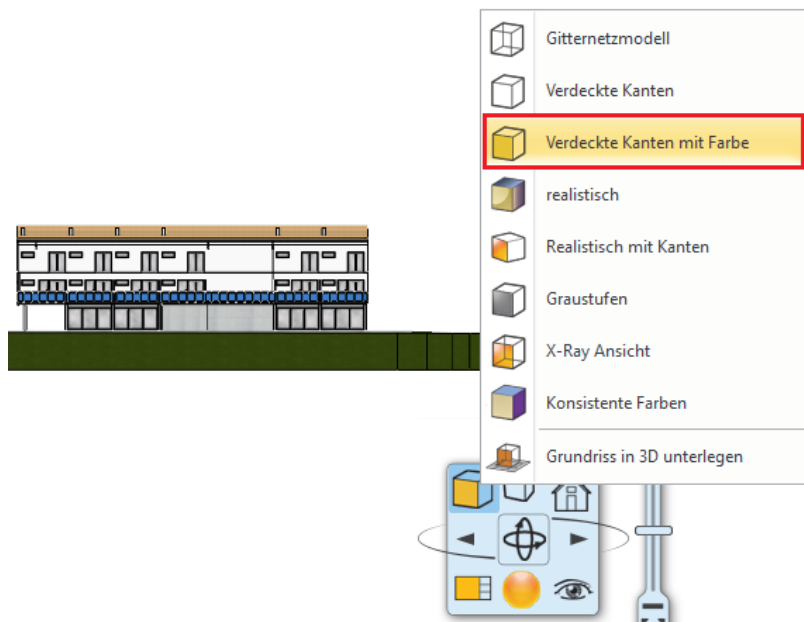 Gitternetzmodell
Verdeckte Kanten
Verdeckte Kanten mit Farbe
realistisch
Realistisch mit Kanten
Graustufen
X-Ray Ansicht
Konsistente Farben
Grundriss in 3D unterlegen